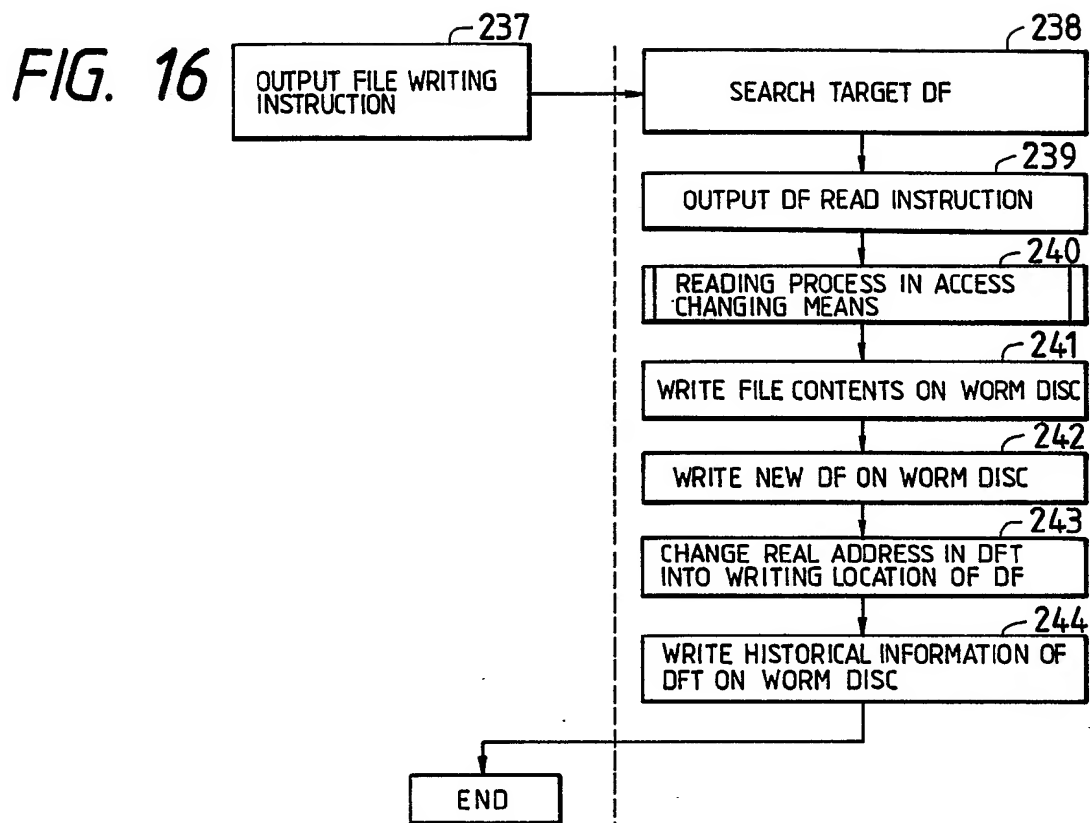 FIG. 16
237
OUTPUT FILE WRITING
INSTRUCTION
238
SEARCH TARGET DF
239
OUTPUT DF READ INSTRUCTION
240
READING PROCESS IN ACCESS
CHANGING MEANS
241
WRITE FILE CONTENTS ON WORM DISC
242
WRITE NEW DF ON WORM DISC
243
CHANGE REAL ADDRESS IN DFT
INTO WRITING LOCATION OF DF
244
WRITE HISTORICAL INFORMATION OF
DFT ON WORM DISC
END